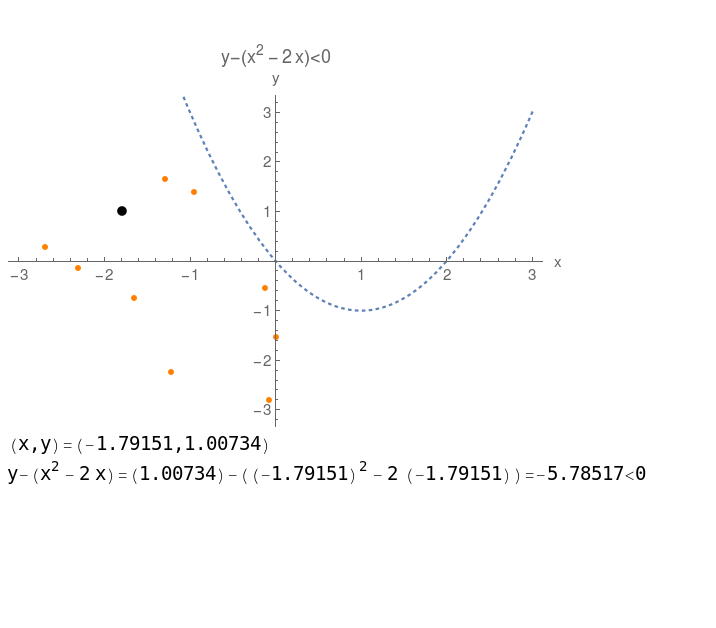 y−(x² − 2 x)<0
y
3
2
1
−3 −2 −1 1 2 3 x
−1
−2
−3
(x,y) = (−1.79151,1.00734)
y−(x² − 2 x) = (1.00734) − ((−1.79151)² − 2 (−1.79151)) =−5.78517<0